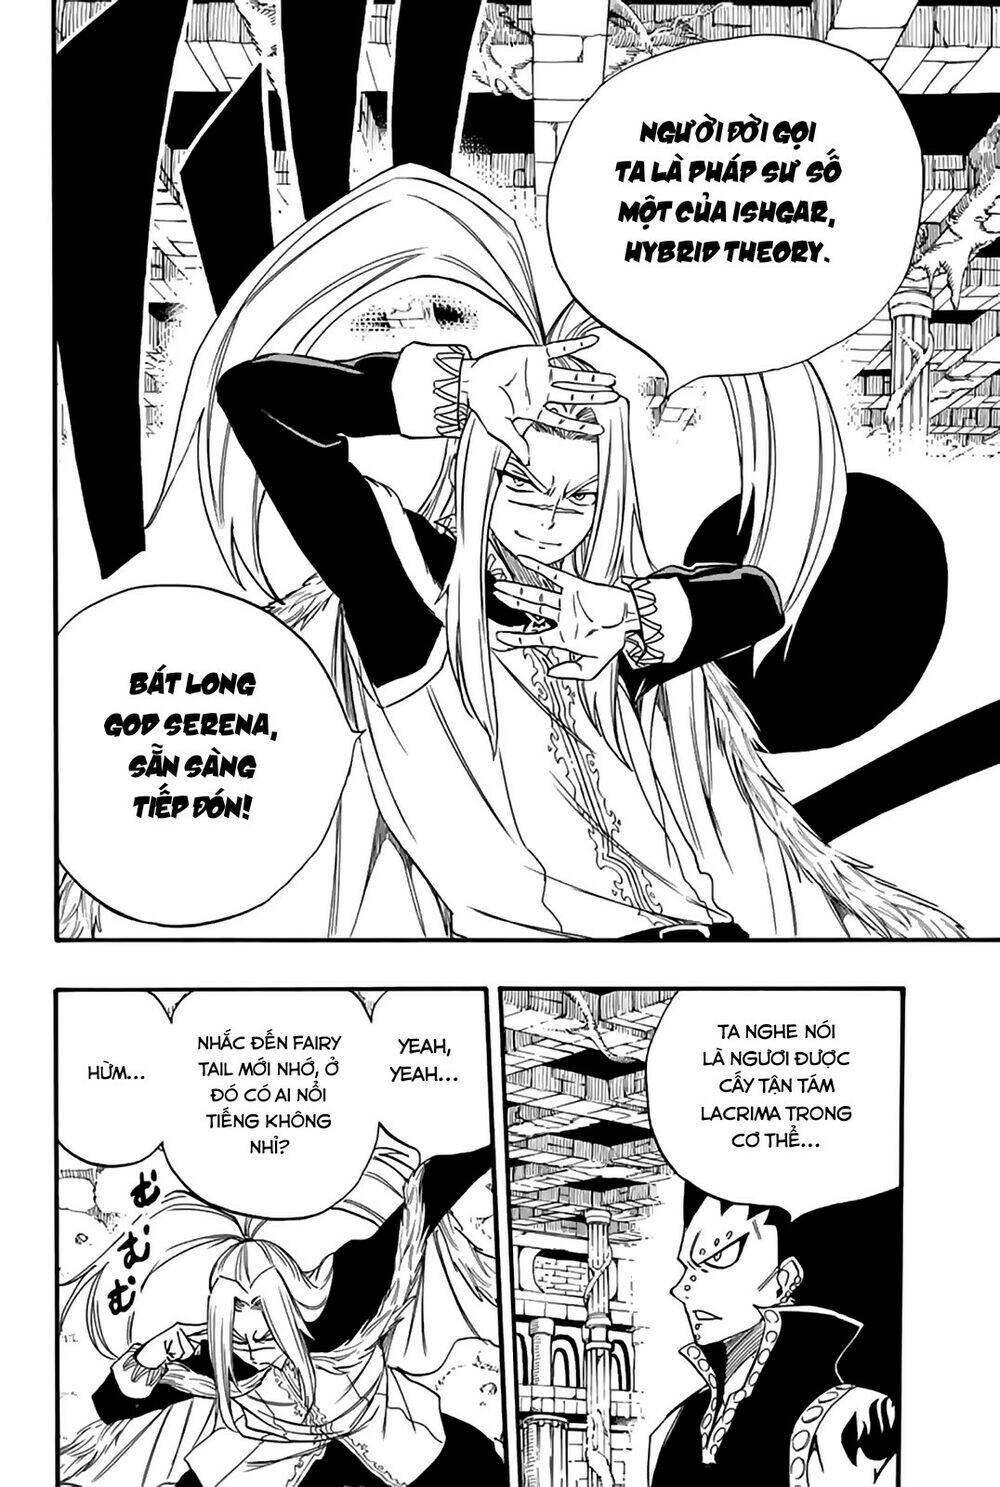 NGƯỜI ĐỜI GỌI
TA LÀ PHÁP SƯ SỐ
MỘT CỦA ISHGAR,
HYBRID THEORY.
BÁT LONG
GOD SERENA,
SẴN SÀNG
TIẾP ĐÓN!
TA NGHE NÓI
LÀ NGƯƠI ĐƯỢC
CẤY TẬN TÁM
LACRIMA TRONG
CƠ THỂ...
YEAH,
YEAH...
NHẮC ĐẾN FAIRY
TAIL MỚI NHỚ, Ở
ĐÓ CÓ AI NỔI
TIẾNG KHÔNG
NHỈ?
HỪM...
むむむむ